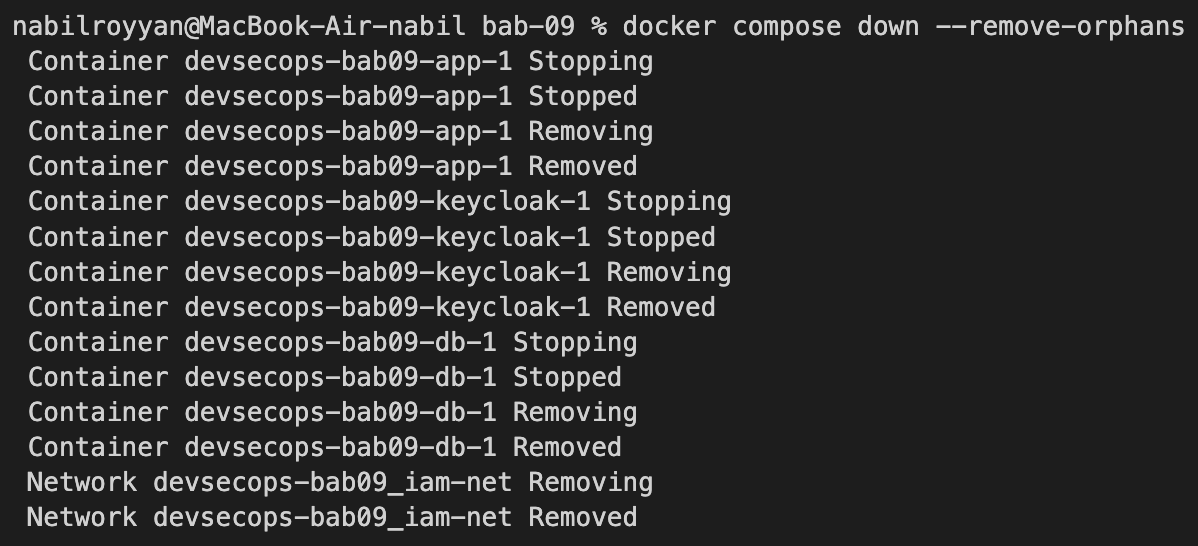 nabilroyyan@MacBook-Air-nabil bab-09 % docker compose down --remove-orphans
Container devsecops-bab09-app-1 Stopping
Container devsecops-bab09-app-1 Stopped
Container devsecops-bab09-app-1 Removing
Container devsecops-bab09-app-1 Removed
Container devsecops-bab09-keycloak-1 Stopping
Container devsecops-bab09-keycloak-1 Stopped
Container devsecops-bab09-keycloak-1 Removing
Container devsecops-bab09-keycloak-1 Removed
Container devsecops-bab09-db-1 Stopping
Container devsecops-bab09-db-1 Stopped
Container devsecops-bab09-db-1 Removing
Container devsecops-bab09-db-1 Removed
Network devsecops-bab09_iam-net Removing
Network devsecops-bab09_iam-net Removed